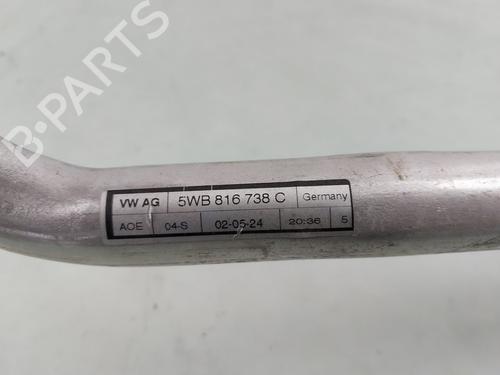 B-PARTS
VW AG 5WB 816 738 C Germany
AOE 04-S 02-05-24 20:36 5